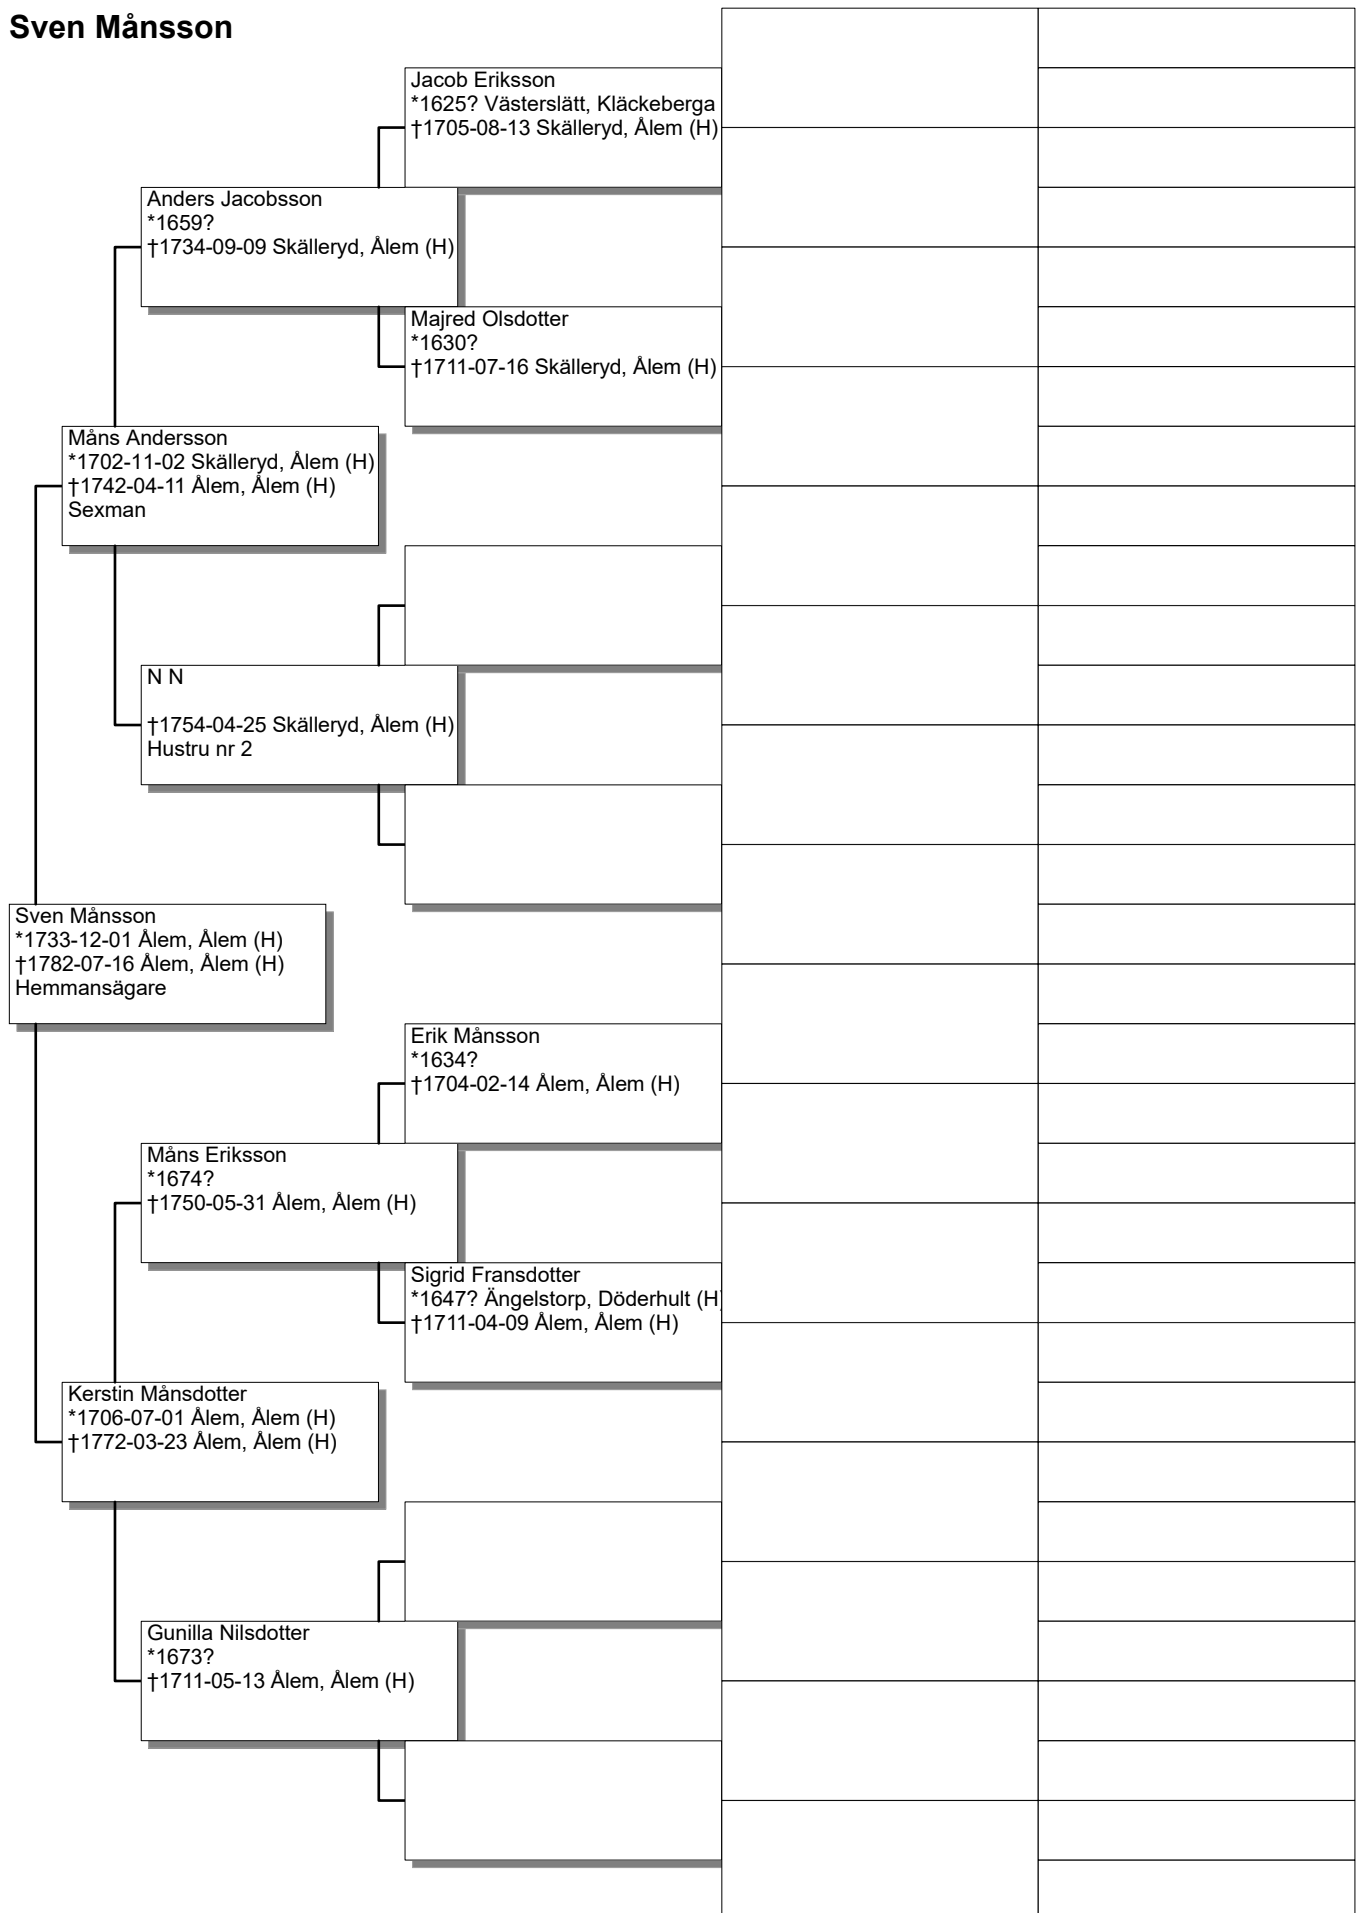 Sven Månsson
Jacob Eriksson
*1625? Västerslätt, Kläckeberga
†1705-08-13 Skälleryd, Ålem (H)
Anders Jacobsson
*1659?
†1734-09-09 Skälleryd, Ålem (H)
Majred Olsdotter
*1630?
†1711-07-16 Skälleryd, Ålem (H)
Måns Andersson
*1702-11-02 Skälleryd, Ålem (H)
†1742-04-11 Ålem, Ålem (H)
Sexman
N N
†1754-04-25 Skälleryd, Ålem (H)
Hustru nr 2
Sven Månsson
*1733-12-01 Ålem, Ålem (H)
†1782-07-16 Ålem, Ålem (H)
Hemmansägare
Erik Månsson
*1634?
†1704-02-14 Ålem, Ålem (H)
Måns Eriksson
*1674?
†1750-05-31 Ålem, Ålem (H)
Sigrid Fransdotter
*1647? Ängelstorp, Döderhult (H)
†1711-04-09 Ålem, Ålem (H)
Kerstin Månsdotter
*1706-07-01 Ålem, Ålem (H)
†1772-03-23 Ålem, Ålem (H)
Gunilla Nilsdotter
*1673?
†1711-05-13 Ålem, Ålem (H)